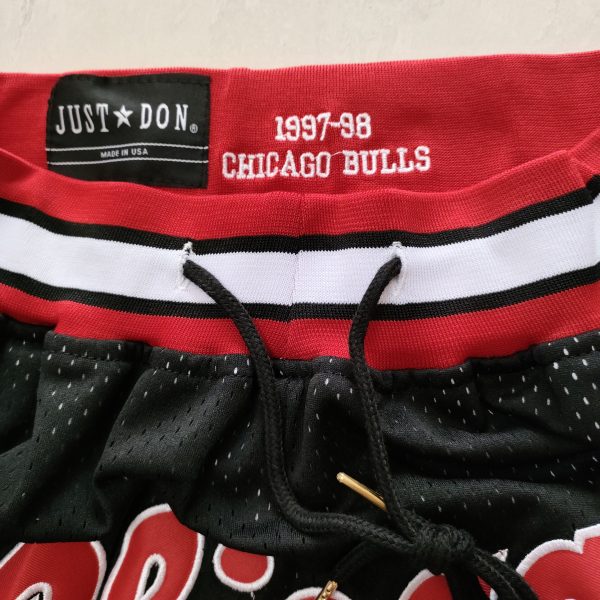 JUST★DON®
MADE IN USA
1997-98
CHICAGO BULLS